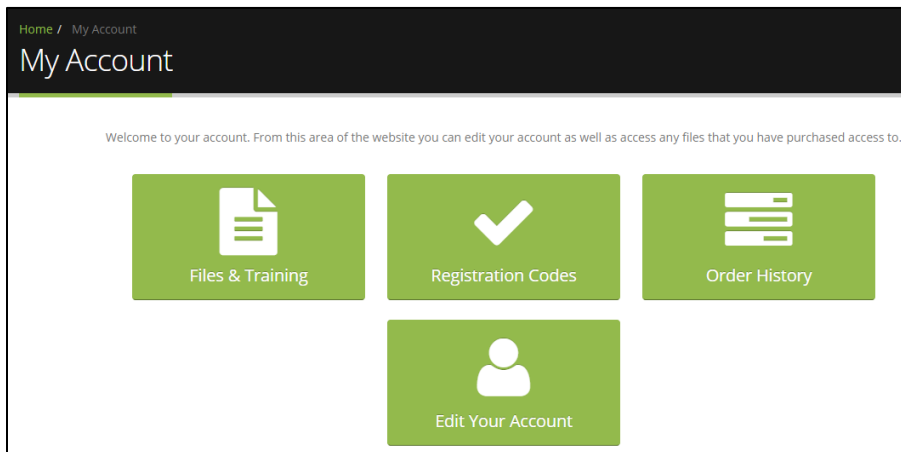 Home / My Account
My Account
Welcome to your account. From this area of the website you can edit your account as well as access any files that you have purchased access to.
Files & Training
Registration Codes
Order History
Edit Your Account